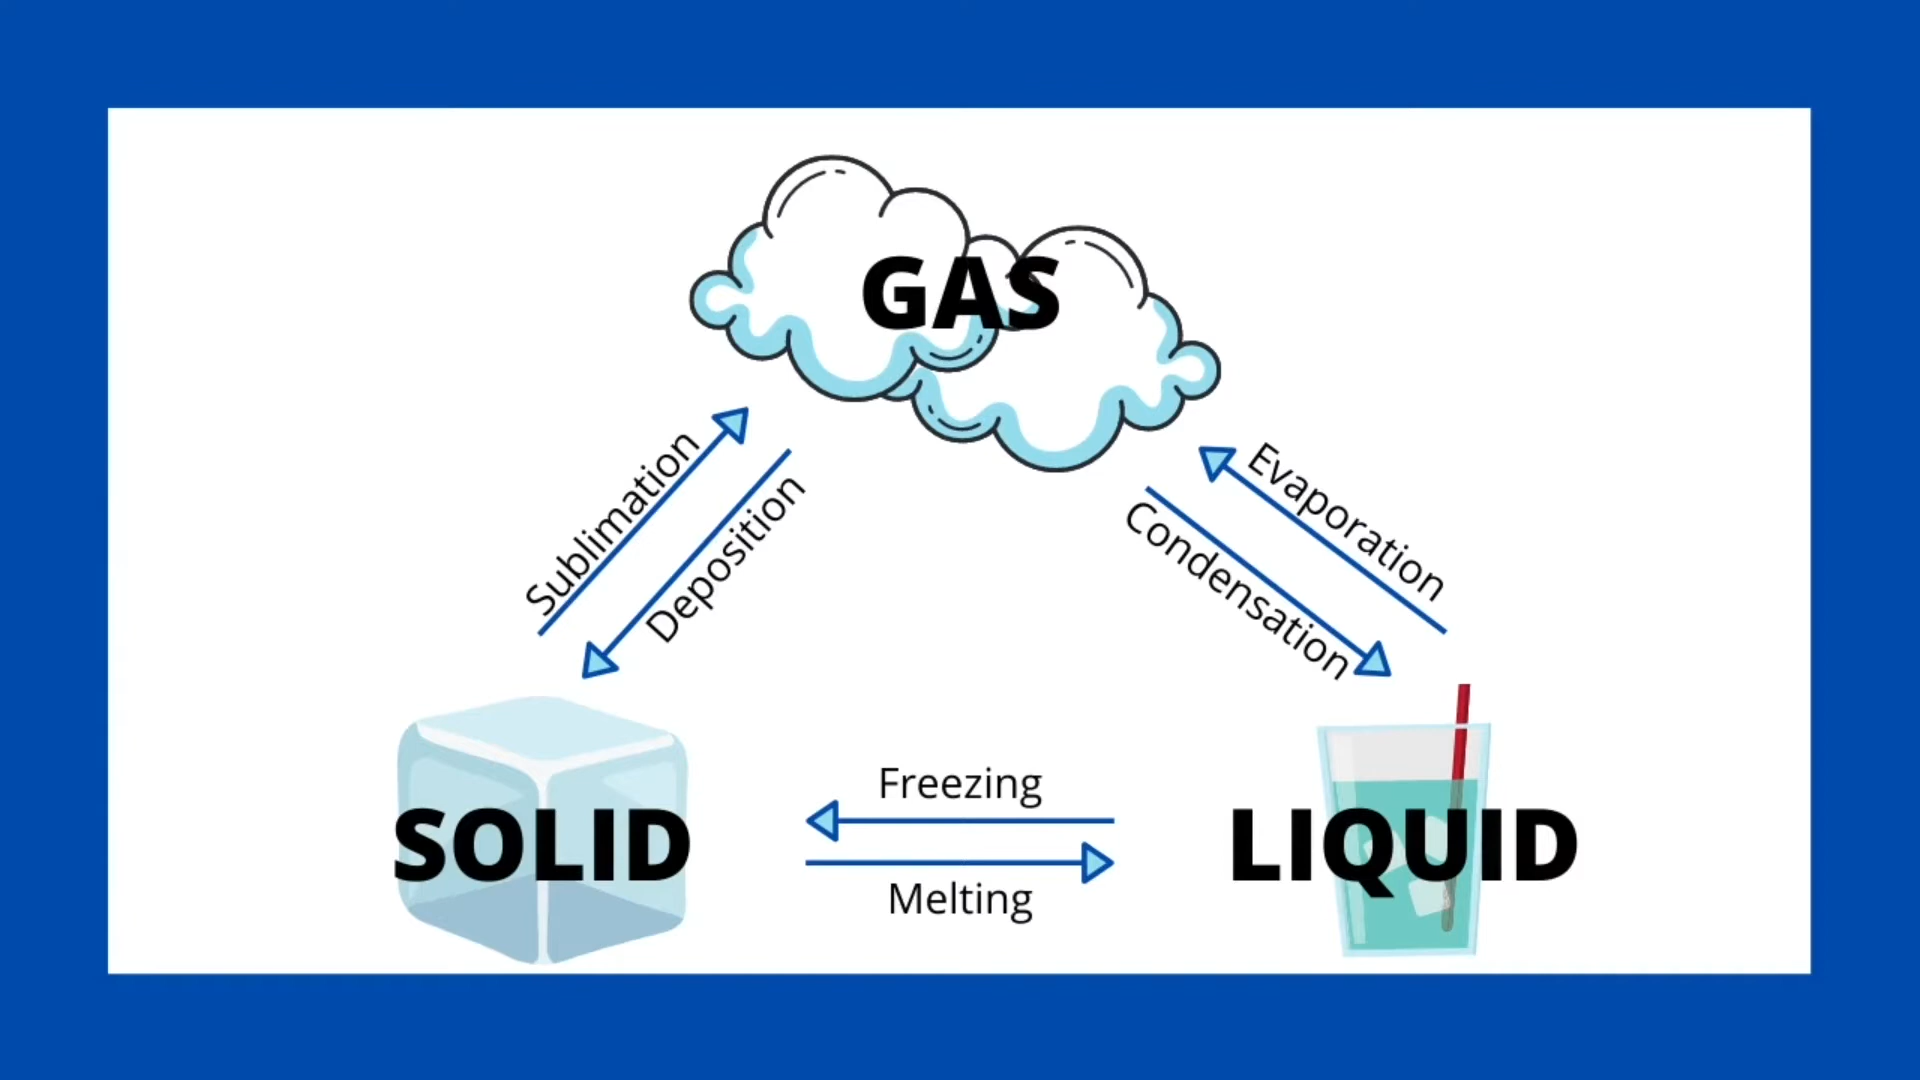 GAS
Sublimation
Deposition
Evaporation
Condensation
SOLID
Freezing
Melting
LIQUID